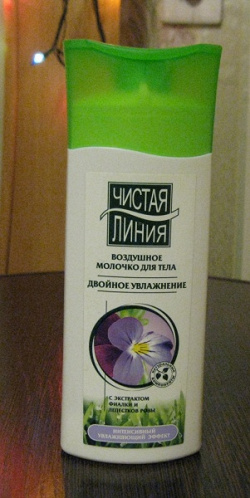 ЧИСТАЯ
ЛИНИЯ
ВОЗДУШНОЕ
МОЛОЧКО ДЛЯ ТЕЛА
ДВОЙНОЕ УВЛАЖНЕНИЕ
С ЭКСТРАКТОМ
ФИАЛКИ И
ЛЕПЕСТКОВ РОЗЫ
ИНТЕНСИВНЫЙ
УВЛАЖНЯЮЩИЙ ЭФФЕКТ